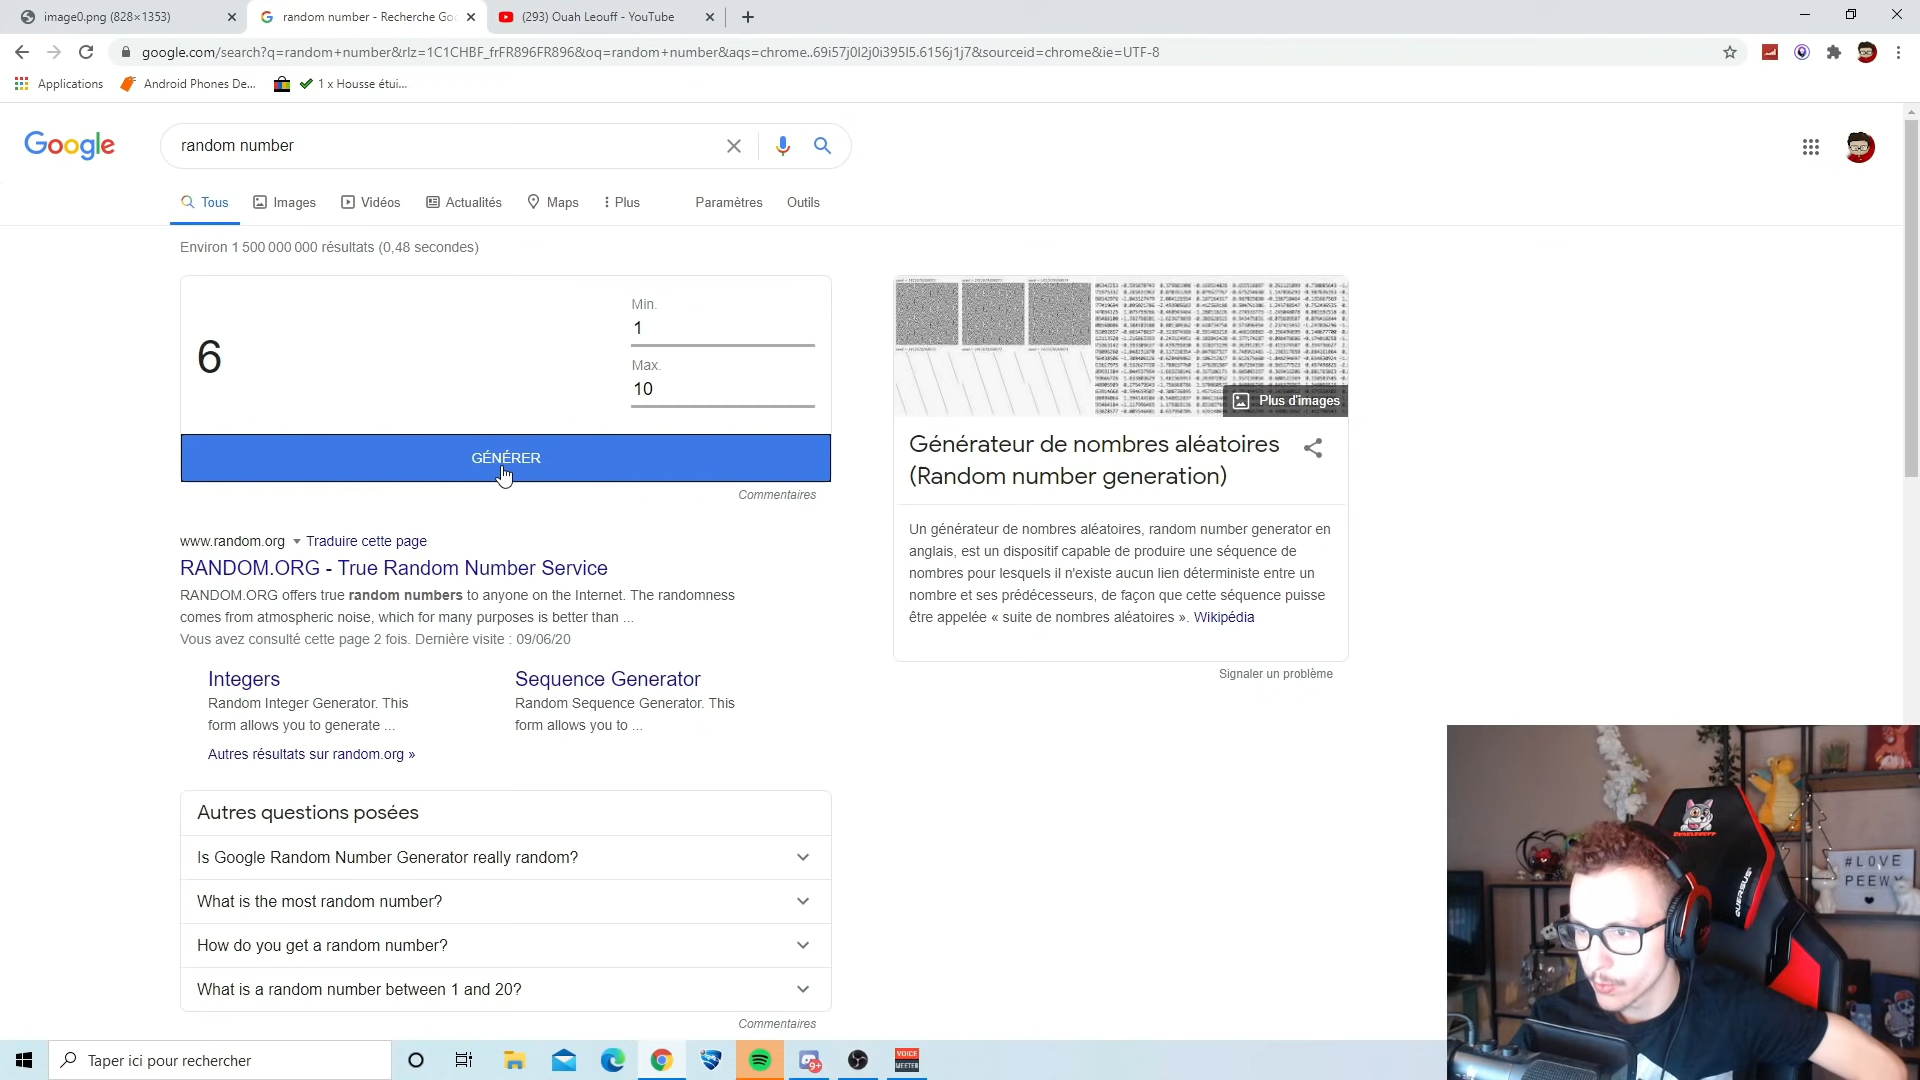 image0.png (828×1353)
random number - Recherche Goo
(293) Ouah Leouff - YouTube
google.com/search?q=random+number&rlz=1C1CHBF_frFR896FR896&oq=random+number&aqs=chrome..69i57j0l2j0i395l5.6156j1j7&sourceid=chrome&ie=UTF-8
Applications
Android Phones De...
1 x Housse étui...
Google
random number
Tous
Images
Vidéos
Actualités
Maps
Plus
Paramètres
Outils
Environ 1 500 000 000 résultats (0,48 secondes)
6
Min.
1
Max.
10
GÉNÉRER
Commentaires
www.random.org
Traduire cette page
RANDOM.ORG - True Random Number Service
RANDOM.ORG offers true random numbers to anyone on the Internet. The randomness
comes from atmospheric noise, which for many purposes is better than ...
Vous avez consulté cette page 2 fois. Dernière visite : 09/06/20
Integers
Random Integer Generator. This
form allows you to generate ...
Sequence Generator
Random Sequence Generator. This
form allows you to ...
Autres résultats sur random.org »
Autres questions posées
Is Google Random Number Generator really random?
What is the most random number?
How do you get a random number?
What is a random number between 1 and 20?
Commentaires
Plus d'images
Générateur de nombres aléatoires
(Random number generation)
Un générateur de nombres aléatoires, random number generator en
anglais, est un dispositif capable de produire une séquence de
nombres pour lesquels il n'existe aucun lien déterministe entre un
nombre et ses prédécesseurs, de façon que cette séquence puisse
être appelée « suite de nombres aléatoires ». Wikipédia
Signaler un problème
#LOVE
PEEWY
QUERSUS
Taper ici pour rechercher
9+
VOICE
MEETER